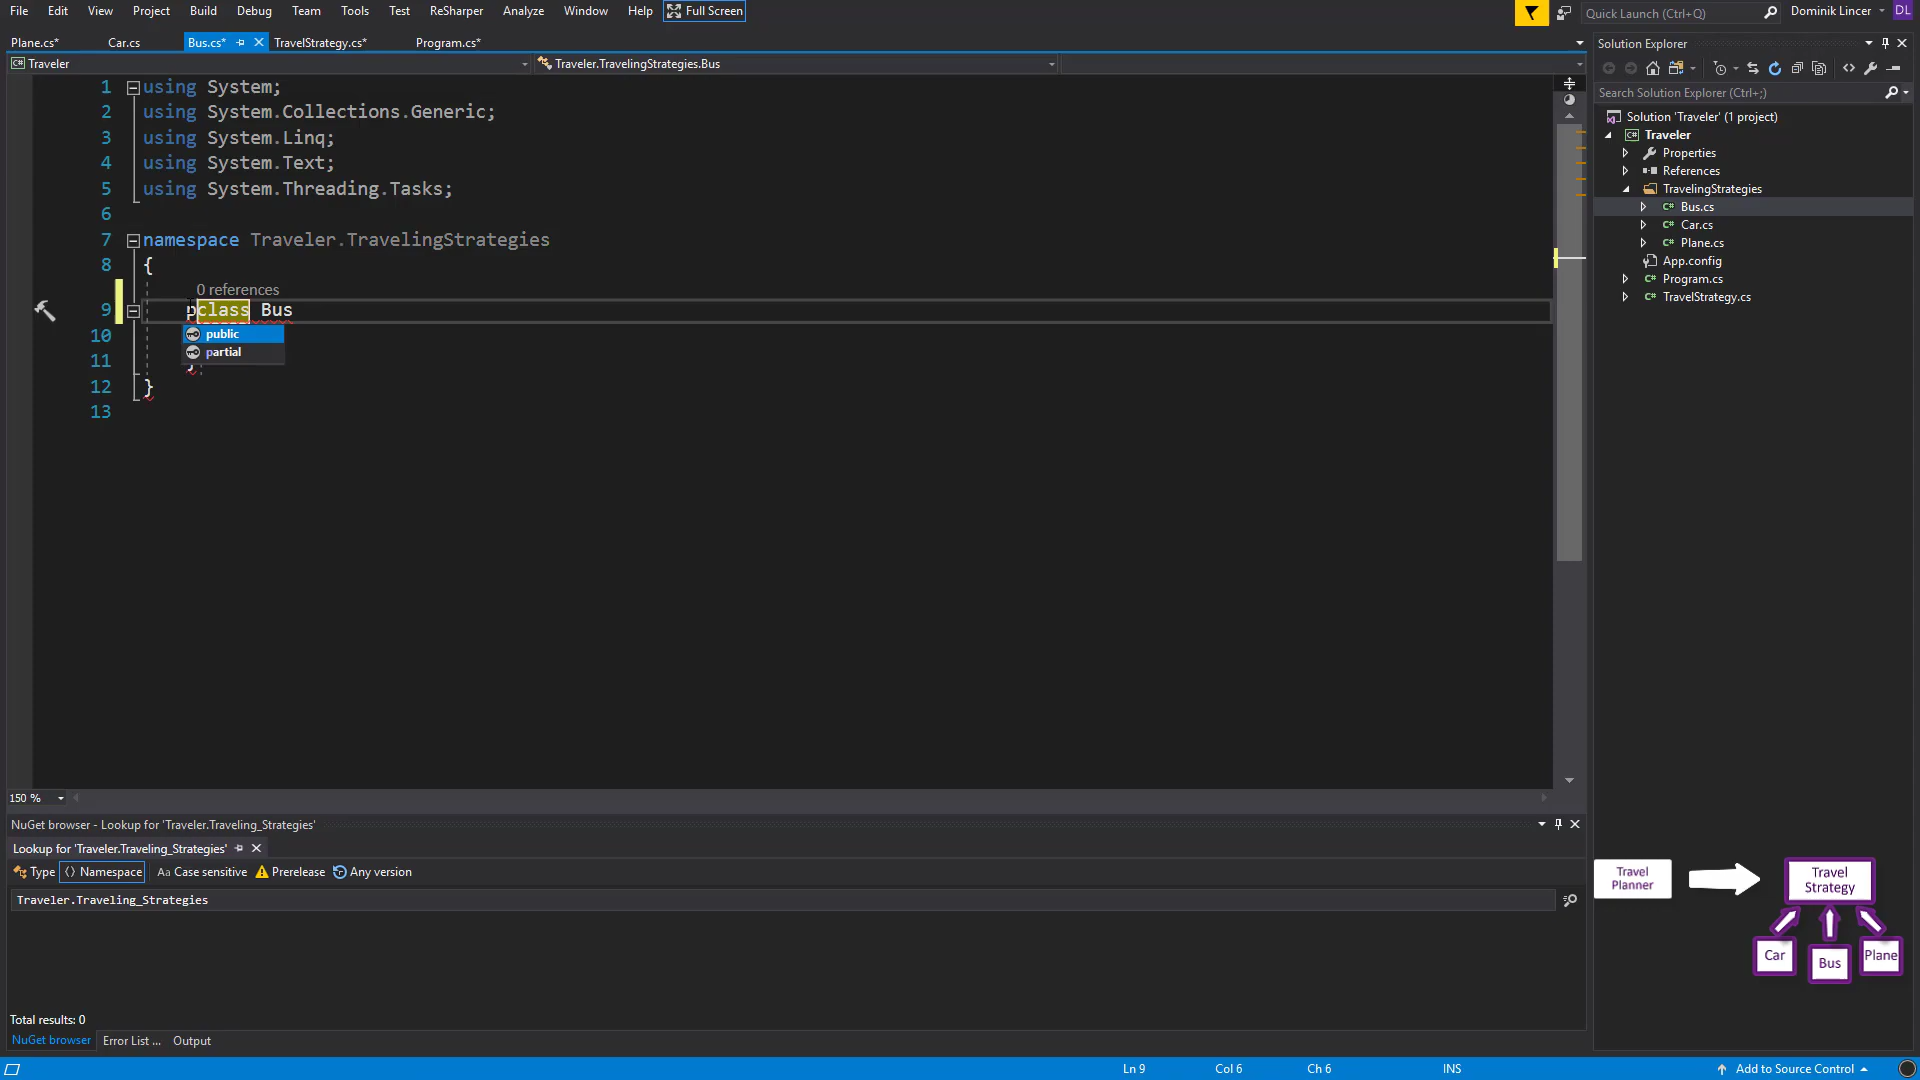 File Edit View Project Build Debug Team Tools Test ReSharper Analyze Window Help Full Screen Quick Launch (Ctrl+Q) Dominik Lincer DL
Plane.cs* Car.cs Bus.cs* TravelStrategy.cs* Program.cs*
Traveler Traveler.TravelingStrategies.Bus
1 using System;
2 using System.Collections.Generic;
3 using System.Linq;
4 using System.Text;
5 using System.Threading.Tasks;
6
7 namespace Traveler.TravelingStrategies
8 {
0 references
9 pclass Bus
10 public
partial
11 }
12 }
13
150 %
NuGet browser - Lookup for 'Traveler.Traveling_Strategies'
Lookup for 'Traveler.Traveling_Strategies'
Type Namespace Aa Case sensitive Prerelease Any version
Traveler.Traveling_Strategies
Total results: 0
NuGet browser Error List ... Output
Ln 9 Col 6 Ch 6 INS Add to Source Control
Solution Explorer
Search Solution Explorer (Ctrl+;)
Solution 'Traveler' (1 project)
C# Traveler
Properties
References
TravelingStrategies
C# Bus.cs
C# Car.cs
C# Plane.cs
App.config
C# Program.cs
C# TravelStrategy.cs
Travel
Planner
Travel
Strategy
Car
Bus
Plane